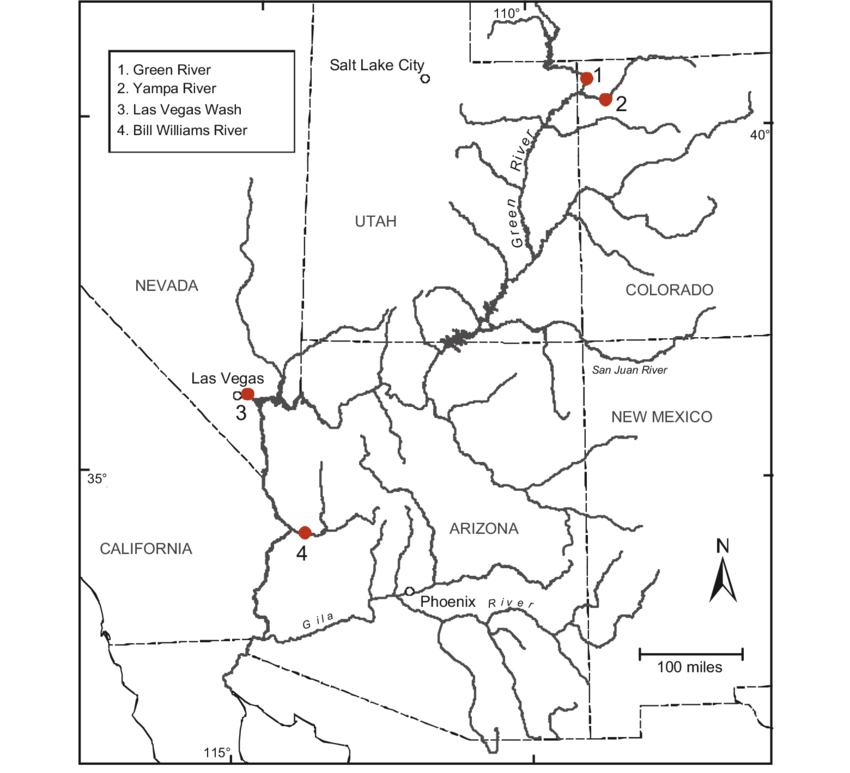 110°
1. Green River
2. Yampa River
3. Las Vegas Wash
4. Bill Williams River
Salt Lake City
1
2
40°
Green River
UTAH
NEVADA
COLORADO
San Juan River
Las Vegas
3
NEW MEXICO
35°
ARIZONA
4
CALIFORNIA
N
Phoenix
Gila River
100 miles
115°